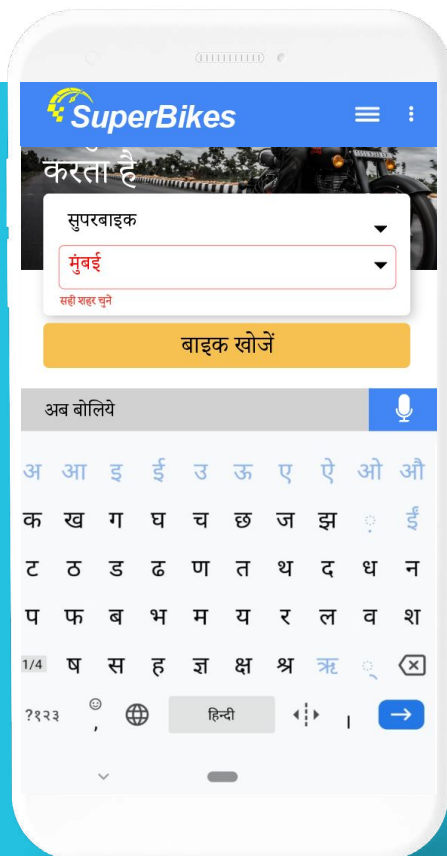 SuperBikes
करता है
सुपरबाइक
मुंबई
सही शहर चुने
बाइक खोजें
अब बोलिये
अ आ इ ई उ ऊ ए ऐ ओ औ
क ख ग घ च छ ज झ ़ ईं
ट ठ ड ढ ण त थ द ध न
प फ ब भ म य र ल व श
1/4 ष स ह ज्ञ क्ष श्र ऋ ्
?१२३ , हिन्दी ।